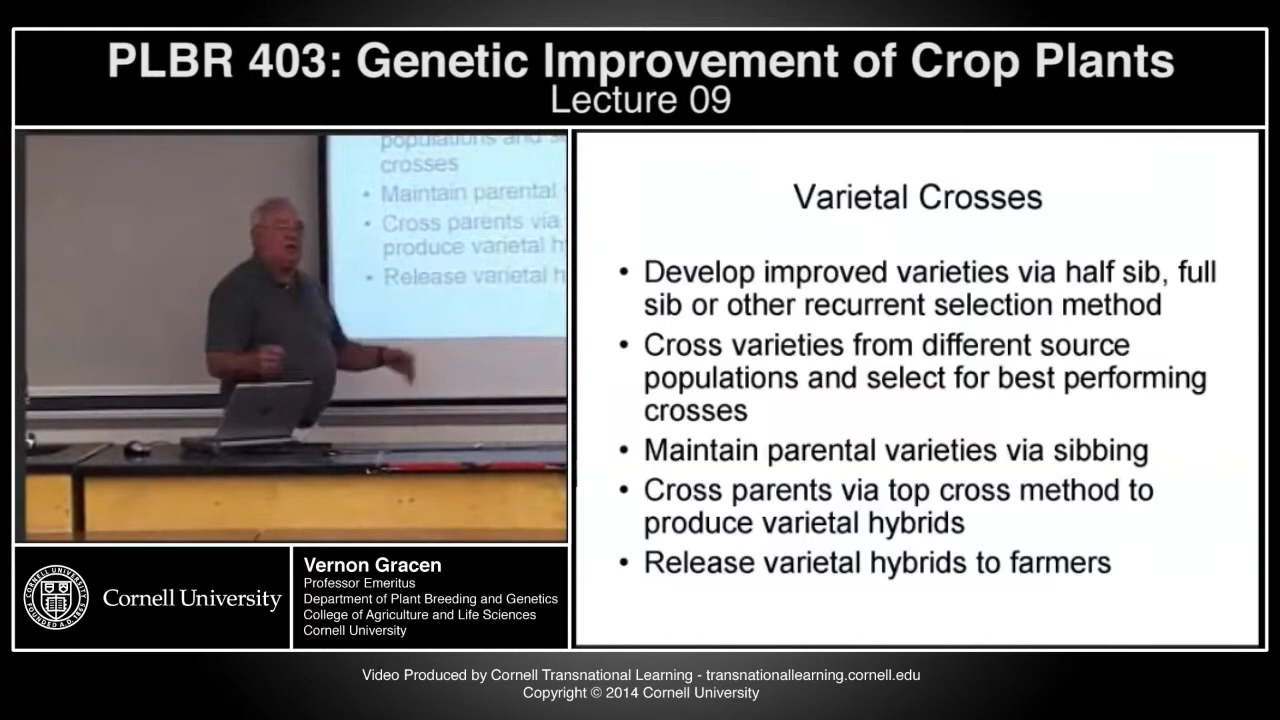 PLBR 403: Genetic Improvement of Crop Plants
Lecture 09
populations and
crosses
• Maintain parental
• Cross parents via
produce varietal
• Release varietal
Varietal Crosses
• Develop improved varieties via half sib, full
sib or other recurrent selection method
• Cross varieties from different source
populations and select for best performing
crosses
• Maintain parental varieties via sibbing
• Cross parents via top cross method to
produce varietal hybrids
• Release varietal hybrids to farmers
Cornell University
Vernon Gracen
Professor Emeritus
Department of Plant Breeding and Genetics
College of Agriculture and Life Sciences
Cornell University
Video Produced by Cornell Transnational Learning - transnationallearning.cornell.edu
Copyright © 2014 Cornell University